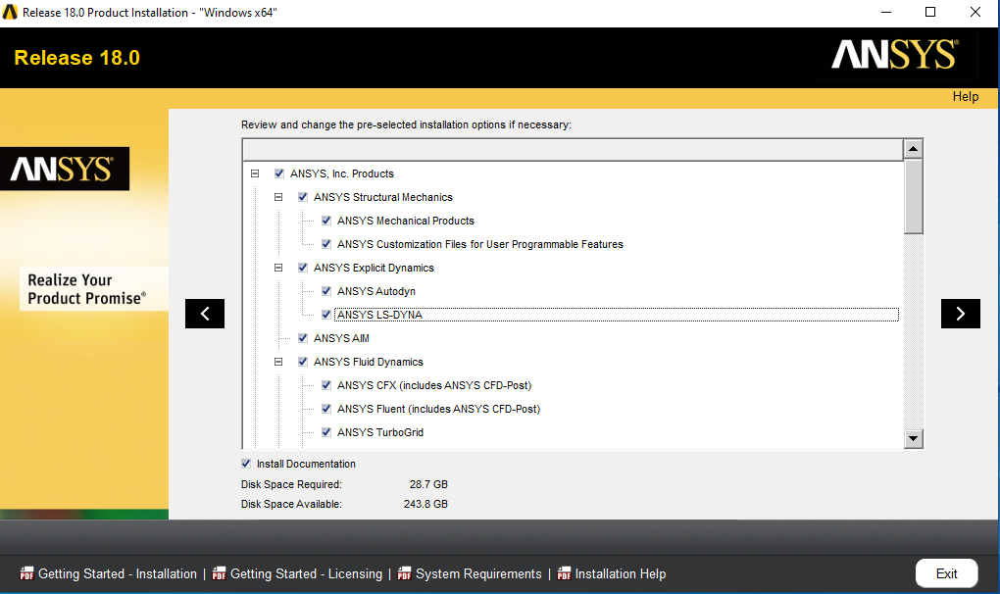 Release 18.0 Product Installation - "Windows x64"
Release 18.0
ANSYS®
Help
ANSYS®
Realize Your
Product Promise®
Review and change the pre-selected installation options if necessary:
ANSYS, Inc. Products
ANSYS Structural Mechanics
ANSYS Mechanical Products
ANSYS Customization Files for User Programmable Features
ANSYS Explicit Dynamics
ANSYS Autodyn
ANSYS LS-DYNA
ANSYS AIM
ANSYS Fluid Dynamics
ANSYS CFX (includes ANSYS CFD-Post)
ANSYS Fluent (includes ANSYS CFD-Post)
ANSYS TurboGrid
Install Documentation
Disk Space Required: 28.7 GB
Disk Space Available: 243.8 GB
PDF Getting Started - Installation | PDF Getting Started - Licensing | PDF System Requirements | PDF Installation Help
Exit